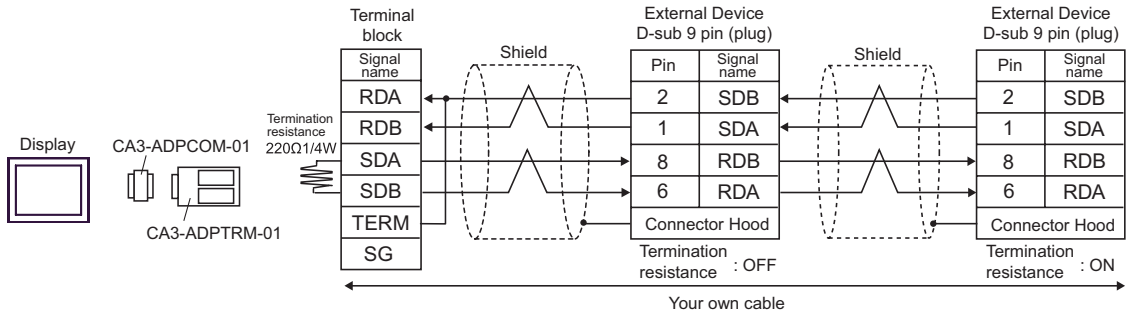 Display
CA3-ADPCOM-01
CA3-ADPTRM-01
Termination
resistance
220Ω1/4W
Terminal
block
Signal
name
RDA
RDB
SDA
SDB
TERM
SG
Shield
External Device
D-sub 9 pin (plug)
Pin Signal
name
2 SDB
1 SDA
8 RDB
6 RDA
Connector Hood
Termination
resistance : OFF
Shield
External Device
D-sub 9 pin (plug)
Pin Signal
name
2 SDB
1 SDA
8 RDB
6 RDA
Connector Hood
Termination
resistance : ON
Your own cable